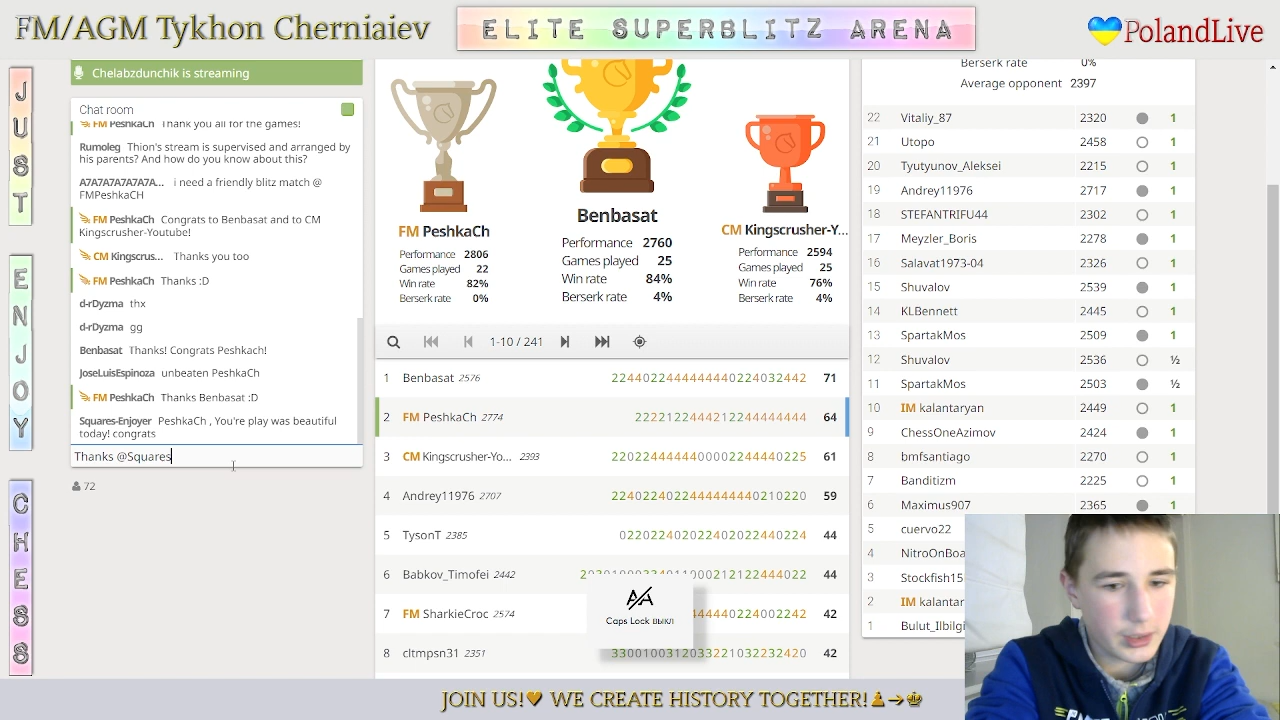 FM/AGM Tykhon Cherniaiev
ELITE SUPERBLITZ ARENA
PolandLive
JUST
ENJOY
CHESS
Chelabzdunchik is streaming
Chat room
FM PeshkaCh Thank you all for the games!
Rumoleg Thion's stream is supervised and arranged by
his parents? And how do you know about this?
A7A7A7A7A7A7A... i need a friendly blitz match @
FMPeshkaCH
FM PeshkaCh Congrats to Benbasat and to CM
Kingscrusher-Youtube!
CM Kingscrus... Thanks you too
FM PeshkaCh Thanks :D
d-rDyzma thx
d-rDyzma gg
Benbasat Thanks! Congrats Peshkach!
JoseLuisEspinoza unbeaten PeshkaCh
FM PeshkaCh Thanks Benbasat :D
Squares-Enjoyer PeshkaCh , You're play was beautiful
today! congrats
Thanks @Squares
72
FM PeshkaCh
Performance 2806
Games played 22
Win rate 82%
Berserk rate 0%
Benbasat
Performance 2760
Games played 25
Win rate 84%
Berserk rate 4%
CM Kingscrusher-Y...
Performance 2594
Games played 25
Win rate 76%
Berserk rate 4%
1-10 / 241
1 Benbasat 2576 2244022444444440224032442 71
2 FM PeshkaCh 2774 2222122444212244444444 64
3 CM Kingscrusher-Yo... 2393 2202244444400002244440225 61
4 Andrey11976 2707 2240224022444444440210220 59
5 TysonT 2385 022022402022402022440224 44
6 Babkov_Timofei 2442 44
7 FM SharkieCroc 2574 42
8 cltmpsn31 2351 3300100312033221032232420 42
Caps Lock выкл
Berserk rate 0%
Average opponent 2397
22 Vitaliy_87 2320 1
21 Utopo 2458 1
20 Tyutyunov_Aleksei 2215 1
19 Andrey11976 2717 1
18 STEFANTRIFU44 2302 1
17 Meyzler_Boris 2278 1
16 Salavat1973-04 2326 1
15 Shuvalov 2539 1
14 KLBennett 2445 1
13 SpartakMos 2509 1
12 Shuvalov 2536 ½
11 SpartakMos 2503 ½
10 IM kalantaryan 2449 1
9 ChessOneAzimov 2424 1
8 bmfsantiago 2270 1
7 Banditizm 2225 1
6 Maximus907 2365 1
5 cuervo22
4 NitroOnBoa
3 Stockfish15
2 IM kalantar
1 Bulut_Ilbilgi
JOIN US! WE CREATE HISTORY TOGETHER!